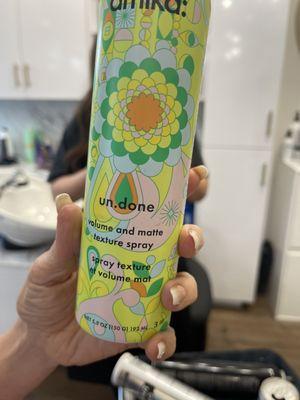 amika:
un.done
volume and matte
texture spray
spray texture
et volume mat